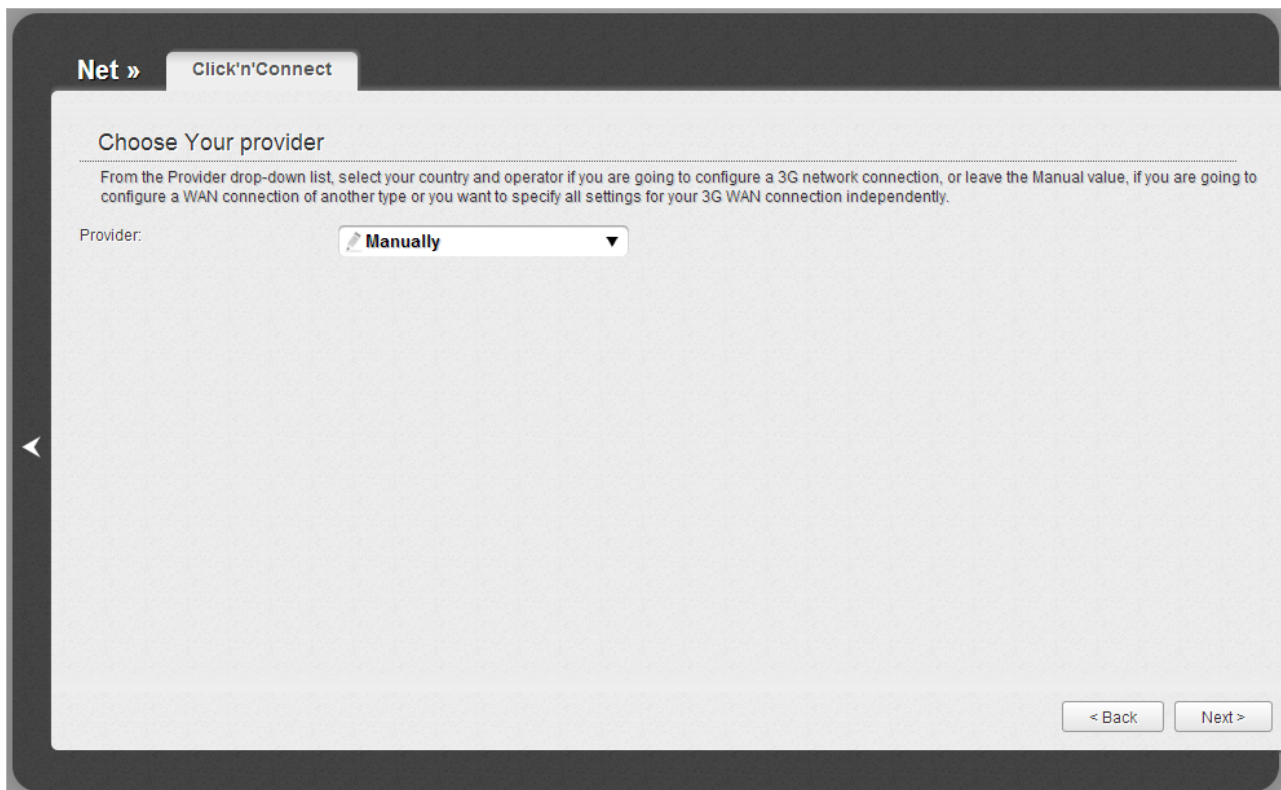 Net »
Click'n'Connect
Choose Your provider
From the Provider drop-down list, select your country and operator if you are going to configure a 3G network connection, or leave the Manual value, if you are going to
configure a WAN connection of another type or you want to specify all settings for your 3G WAN connection independently.
Provider:
Manually
< Back
Next >